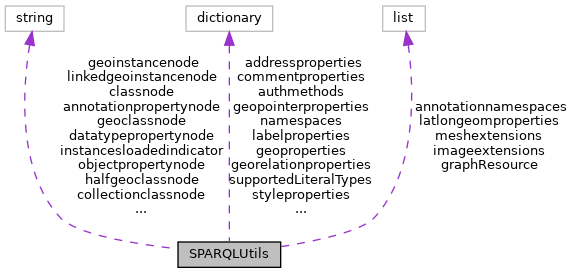 string
dictionary
list
geoinstancenode
linkedgeoinstancenode
classnode
annotationpropertynode
geoclassnode
datatypepropertynode
instancesloadedindicator
objectpropertynode
halfgeoclassnode
collectionclassnode
...
addressproperties
commentproperties
authmethods
geopointerproperties
namespaces
labelproperties
geoproperties
georelationproperties
supportedLiteralTypes
styleproperties
...
annotationnamespaces
latlongeomproperties
meshextensions
imageextensions
graphResource
SPARQLUtils